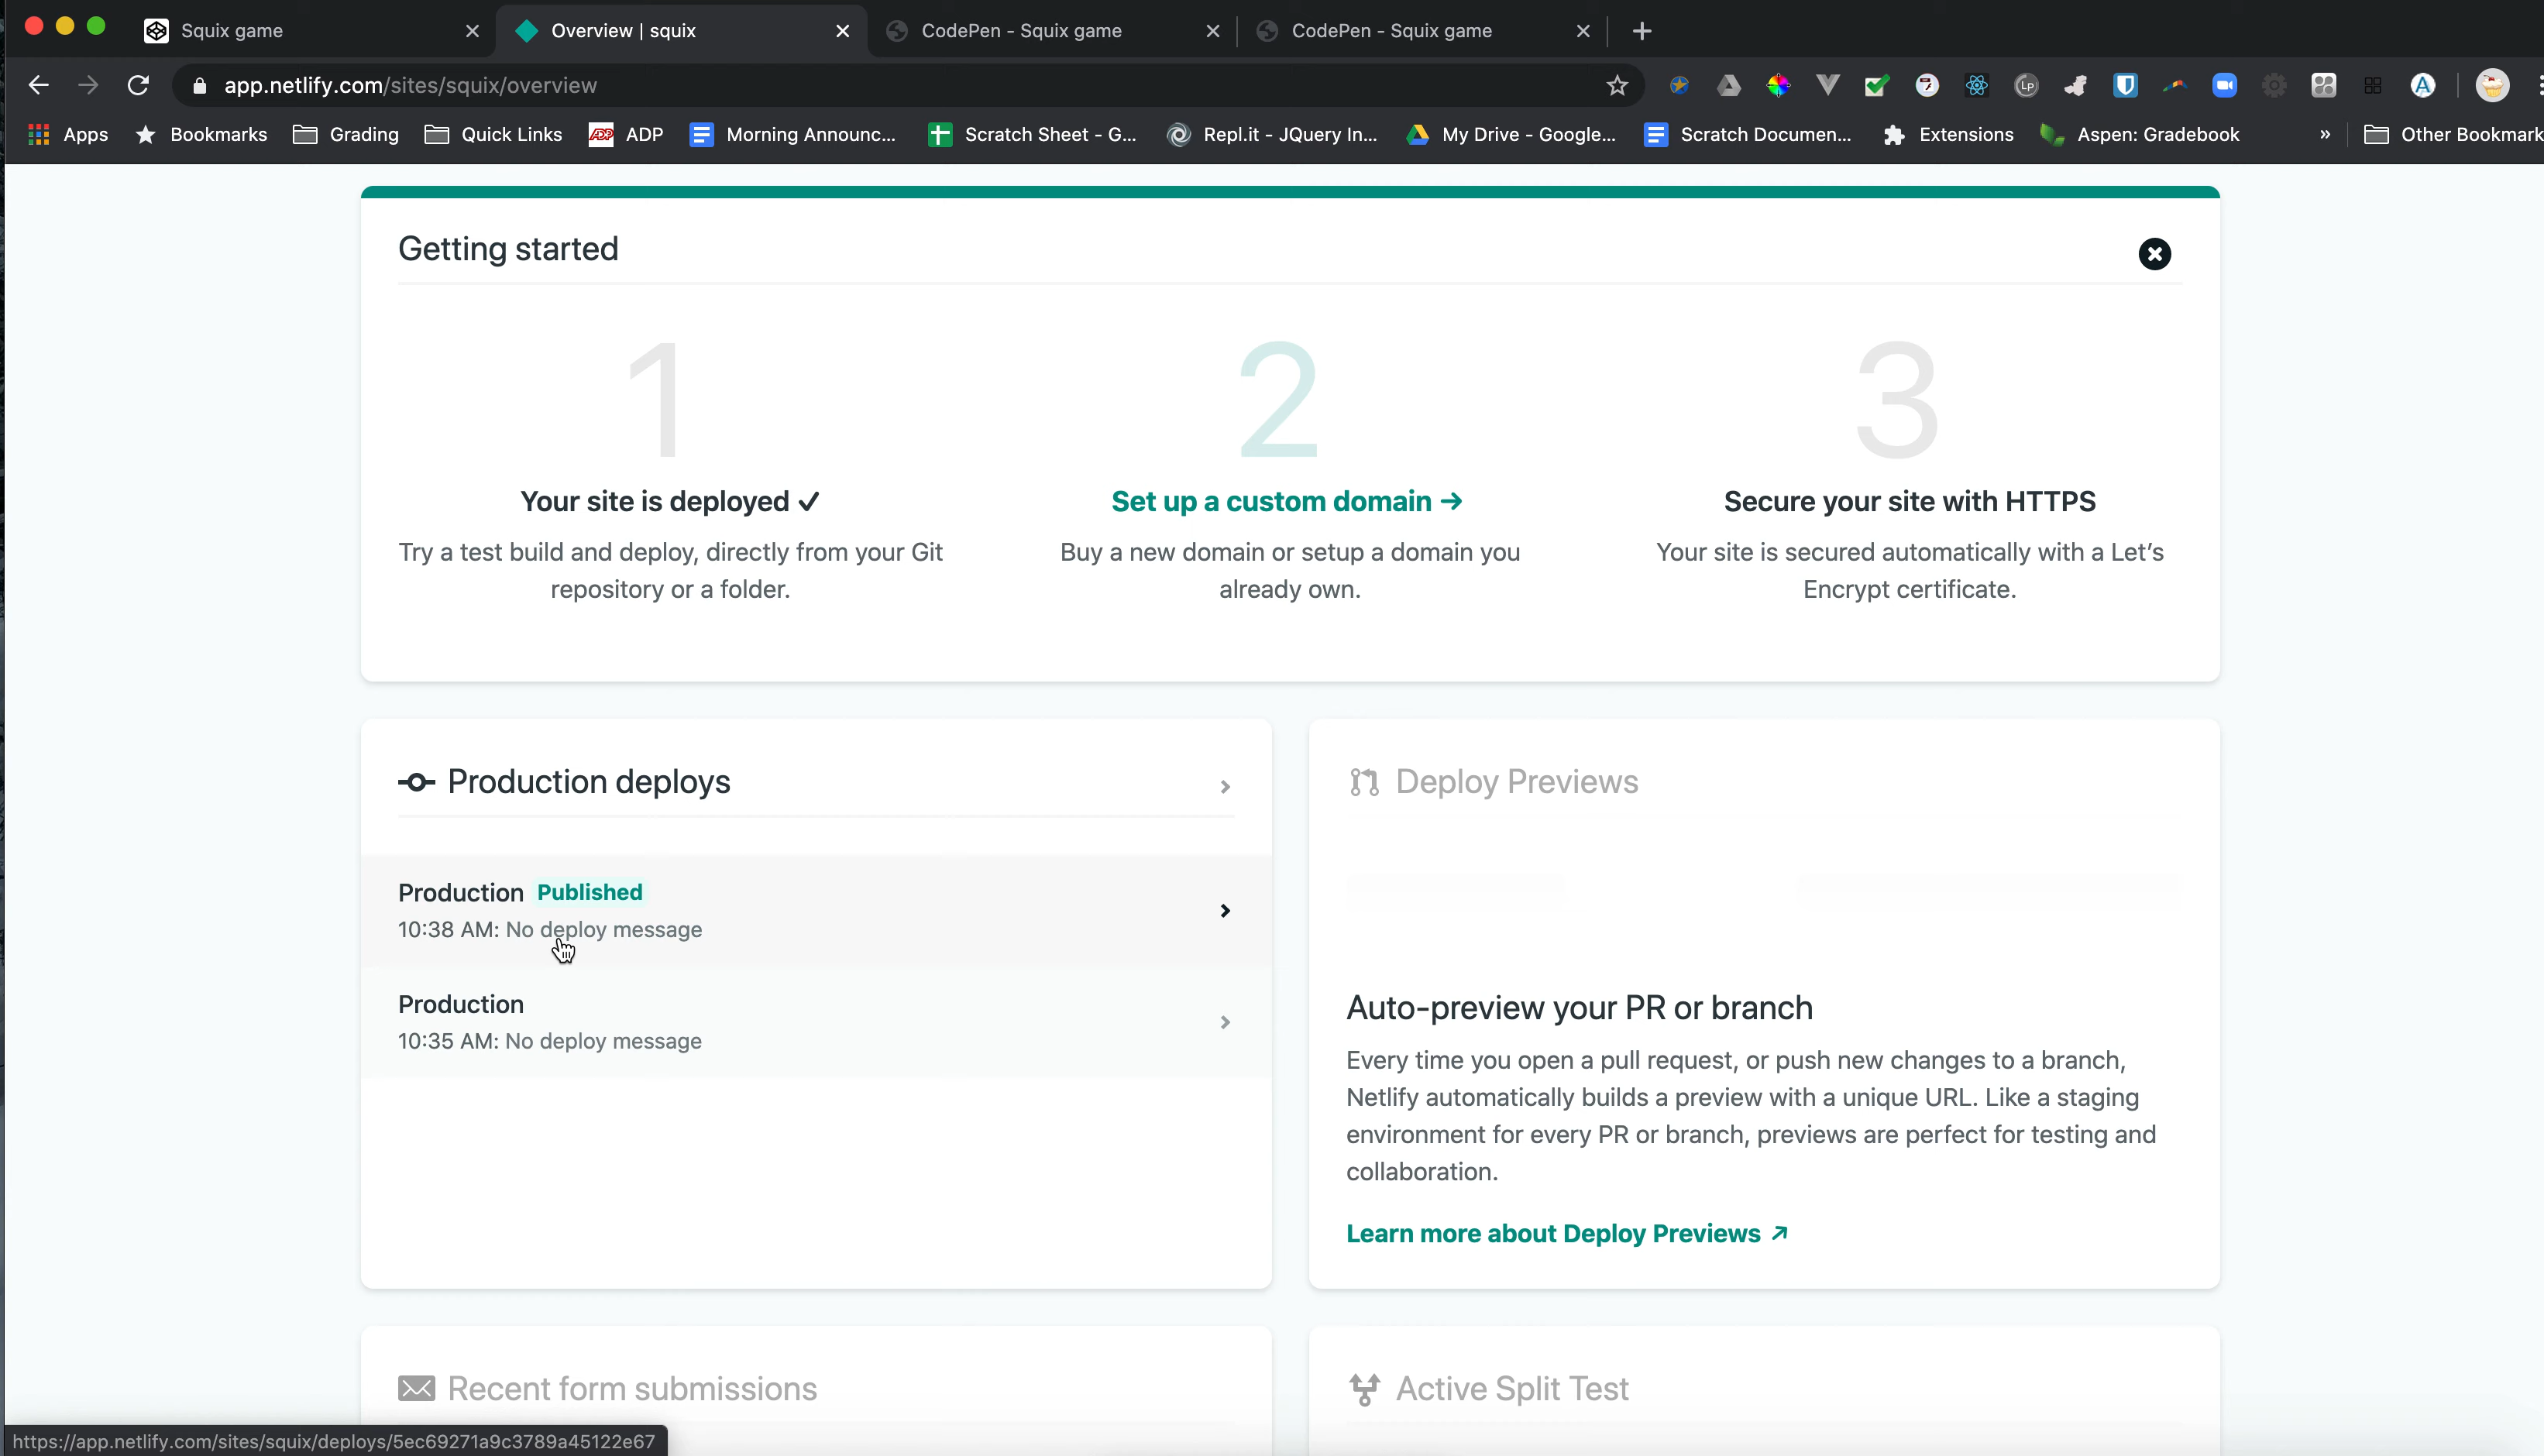 Squix game
Overview | squix
CodePen - Squix game
CodePen - Squix game
app.netlify.com/sites/squix/overview
Apps
Bookmarks
Grading
Quick Links
ADP
Morning Announc...
Scratch Sheet - G...
Repl.it - JQuery In...
My Drive - Google...
Scratch Documen...
Extensions
Aspen: Gradebook
»
Other Bookmark
Getting started
1
2
3
Your site is deployed ✓
Try a test build and deploy, directly from your Git
repository or a folder.
Set up a custom domain →
Buy a new domain or setup a domain you
already own.
Secure your site with HTTPS
Your site is secured automatically with a Let's
Encrypt certificate.
Production deploys
Production Published
10:38 AM: No deploy message
Production
10:35 AM: No deploy message
Deploy Previews
Auto-preview your PR or branch
Every time you open a pull request, or push new changes to a branch,
Netlify automatically builds a preview with a unique URL. Like a staging
environment for every PR or branch, previews are perfect for testing and
collaboration.
Learn more about Deploy Previews ↗
Recent form submissions
Active Split Test
https://app.netlify.com/sites/squix/deploys/5ec69271a9c3789a45122e67